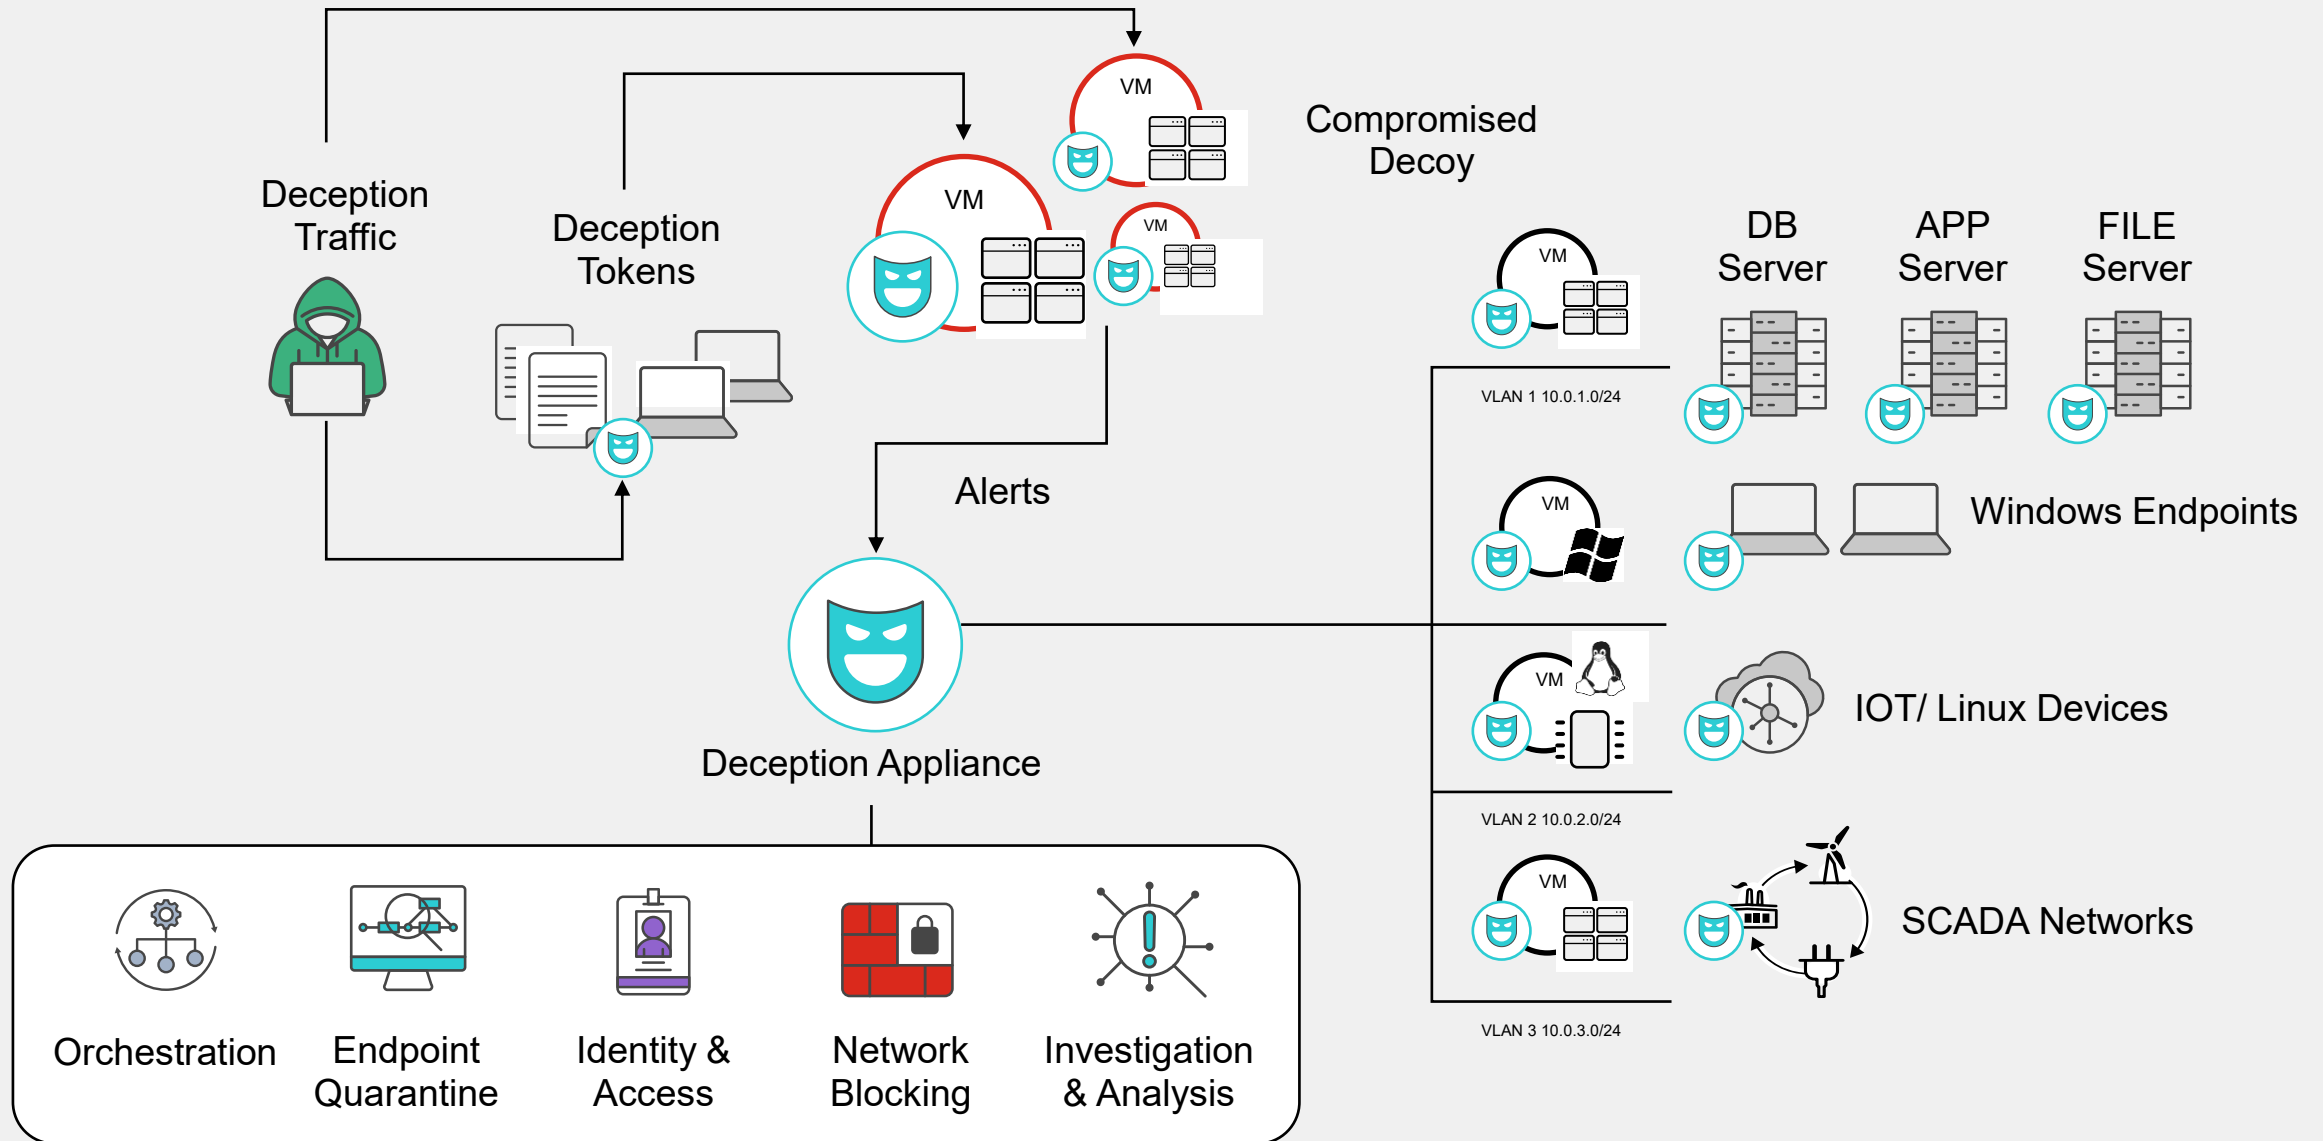 VM
Compromised
Decoy
Deception
Traffic
Deception
Tokens
VM
VM
DB
Server
APP
Server
FILE
Server
VM
VLAN 1 10.0.1.0/24
Alerts
VM
Windows Endpoints
VM
IOT/ Linux Devices
Deception Appliance
VLAN 2 10.0.2.0/24
VM
SCADA Networks
VLAN 3 10.0.3.0/24
Orchestration
Endpoint
Quarantine
Identity &
Access
Network
Blocking
Investigation
& Analysis